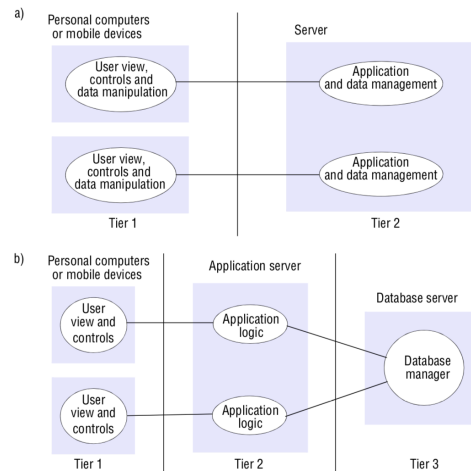 a)
Personal computers
or mobile devices
Server
User view,
controls and
data manipulation
Application
and data management
User view,
controls and
data manipulation
Application
and data management
Tier 1
Tier 2
b)
Personal computers
or mobile devices
Application server
Database server
User
view and
controls
Application
logic
Database
manager
User
view and
controls
Application
logic
Tier 1
Tier 2
Tier 3